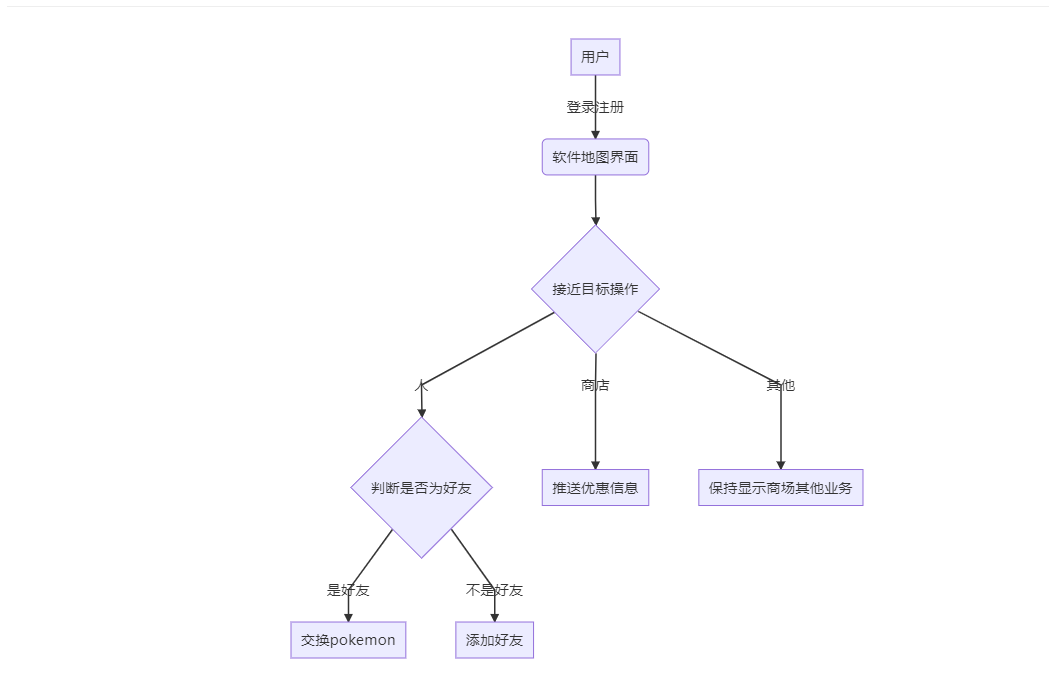 用户
登录注册
软件地图界面
接近目标操作
人
商店
其他
判断是否为好友
推送优惠信息
保持显示商场其他业务
是好友
不是好友
交换pokemon
添加好友